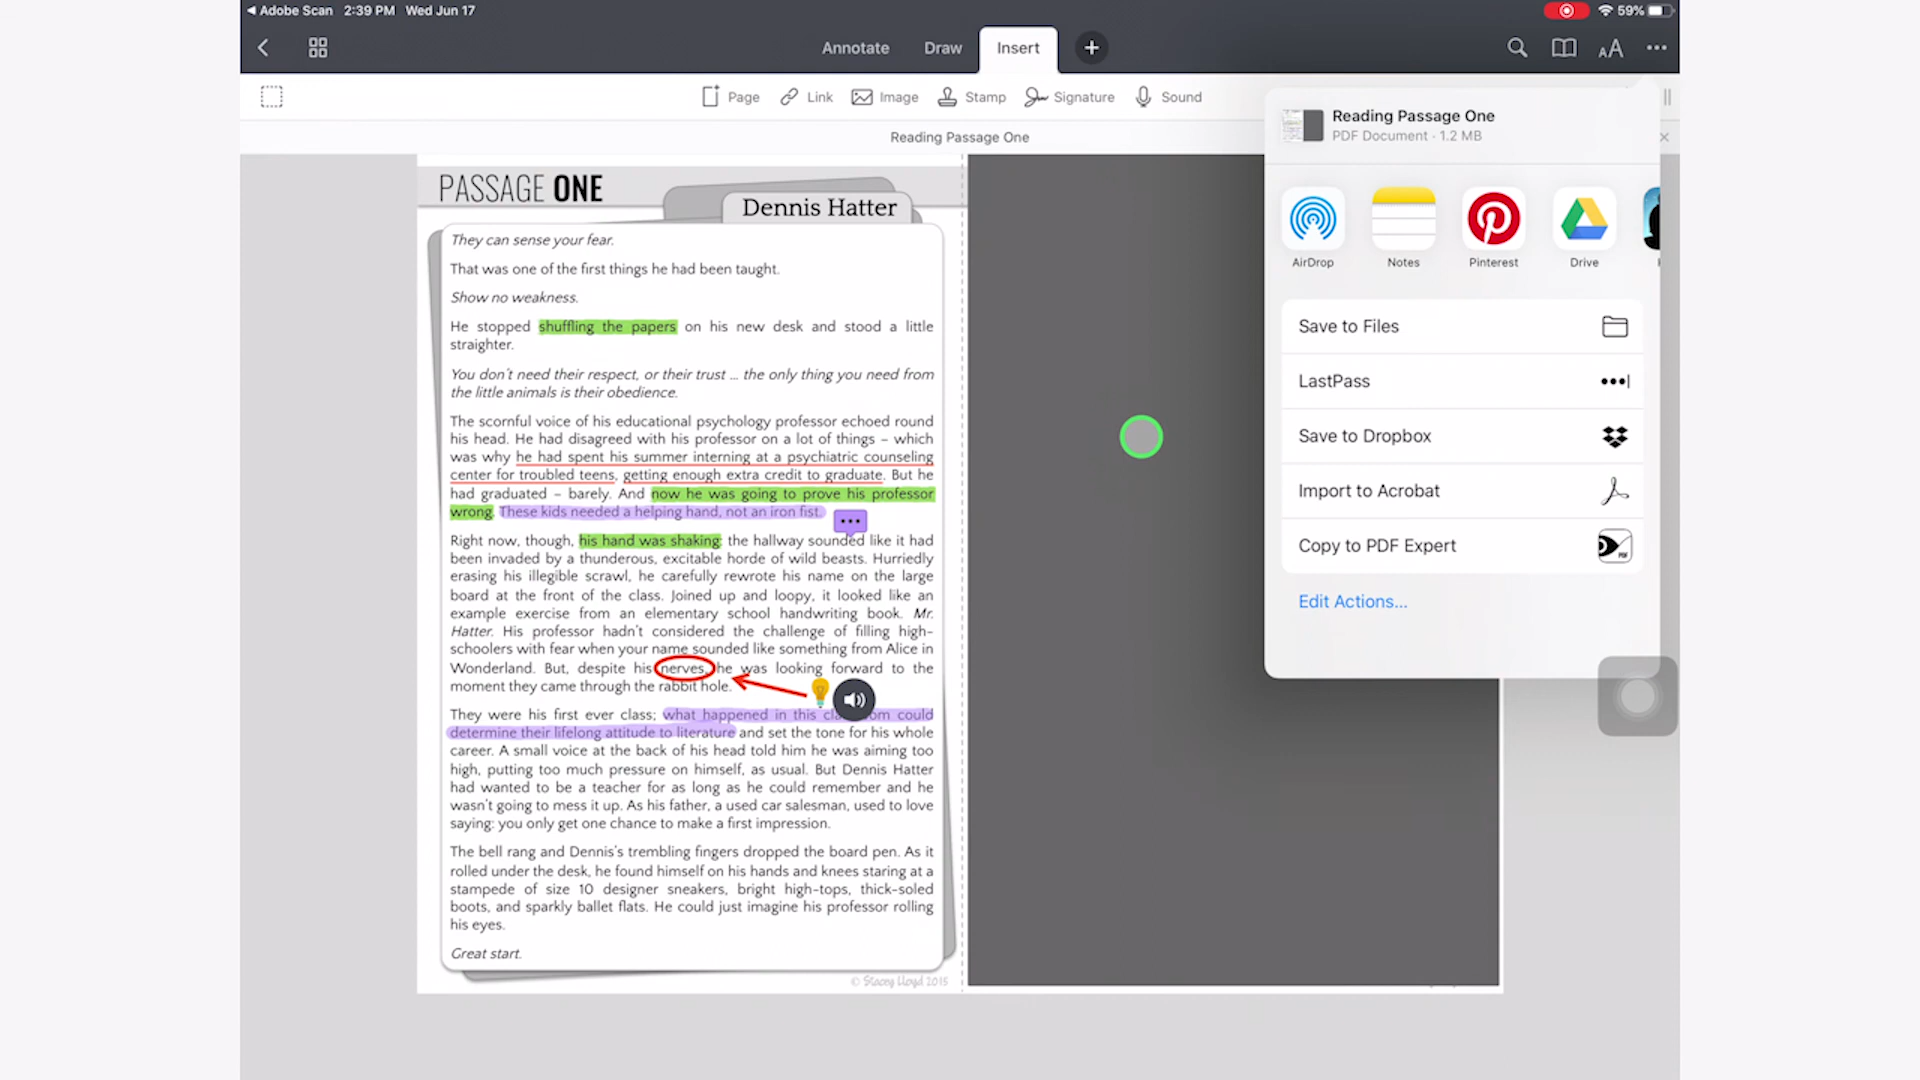 Adobe Scan 2:39 PM Wed Jun 17
59%
Annotate Draw Insert
AA
Page Link Image Stamp Signature Sound
Reading Passage One
PASSAGE ONE
Dennis Hatter
They can sense your fear.
That was one of the first things he had been taught.
Show no weakness.
He stopped shuffling the papers on his new desk and stood a little
straighter.
You don't need their respect, or their trust ... the only thing you need from
the little animals is their obedience.
The scornful voice of his educational psychology professor echoed round
his head. He had disagreed with his professor on a lot of things – which
was why he had spent his summer interning at a psychiatric counseling
center for troubled teens, getting enough extra credit to graduate. But he
had graduated – barely. And now he was going to prove his professor
wrong. These kids needed a helping hand, not an iron fist.
Right now, though, his hand was shaking: the hallway sounded like it had
been invaded by a thunderous, excitable horde of wild beasts. Hurriedly
erasing his illegible scrawl, he carefully rewrote his name on the large
board at the front of the class. Joined up and loopy, it looked like an
example exercise from an elementary school handwriting book. Mr.
Hatter. His professor hadn't considered the challenge of filling high-
schoolers with fear when your name sounded like something from Alice in
Wonderland. But, despite his nerves, he was looking forward to the
moment they came through the rabbit hole.
They were his first ever class; what happened in this could
determine their lifelong attitude to literature and set the tone for his whole
career. A small voice at the back of his head told him he was aiming too
high, putting too much pressure on himself, as usual. But Dennis Hatter
had wanted to be a teacher for as long as he could remember and he
wasn't going to mess it up. As his father, a used car salesman, used to love
saying: you only get one chance to make a first impression.
The bell rang and Dennis's trembling fingers dropped the board pen. As it
rolled under the desk, he found himself on his hands and knees staring at a
stampede of size 10 designer sneakers, bright high-tops, thick-soled
boots, and sparkly ballet flats. He could just imagine his professor rolling
his eyes.
Great start.
© Stacey Lloyd 2015
Reading Passage One
PDF Document · 1.2 MB
AirDrop Notes Pinterest Drive
Save to Files
LastPass
Save to Dropbox
Import to Acrobat
Copy to PDF Expert
PDF
Edit Actions...